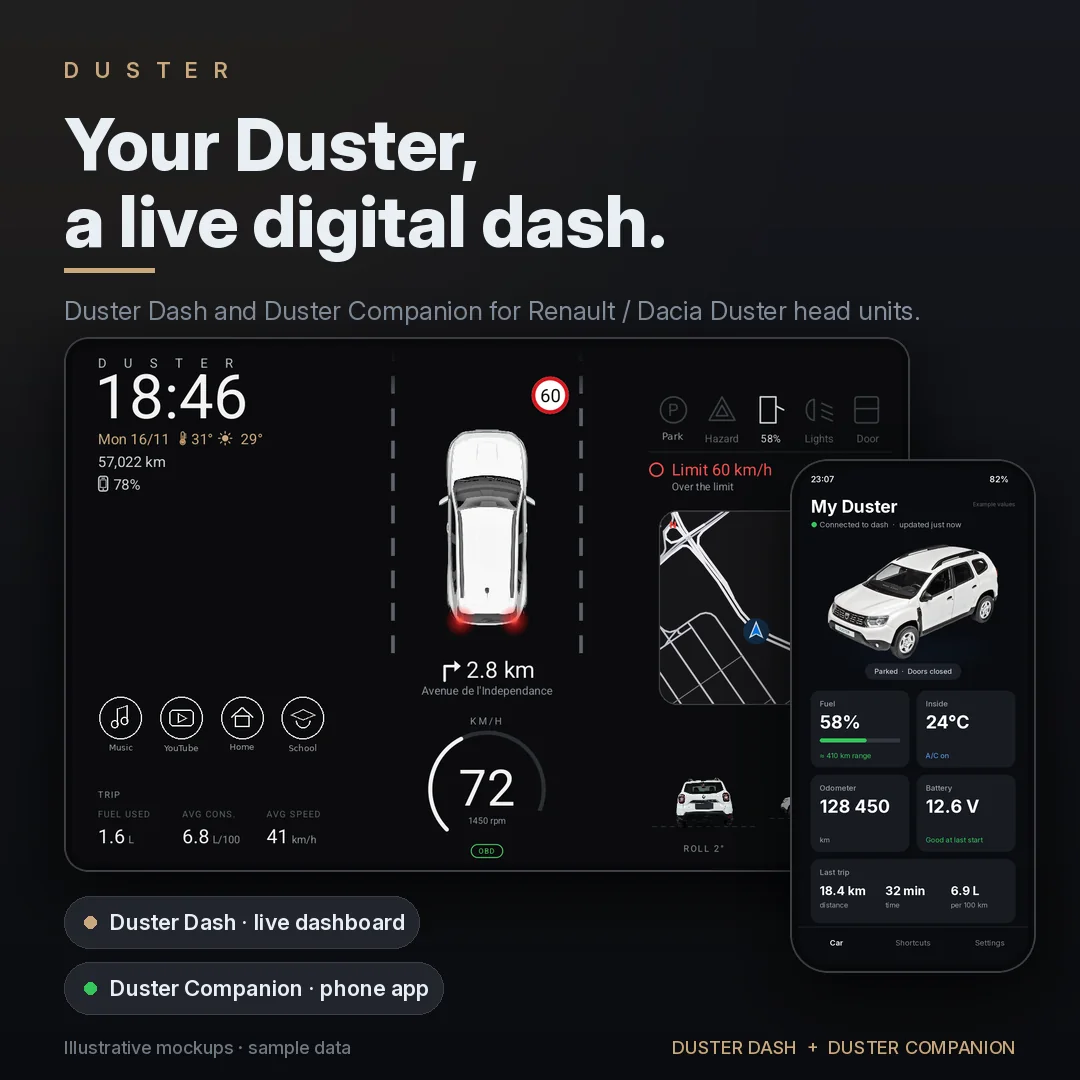 DUSTER
Your Duster,
a live digital dash.
Duster Dash and Duster Companion for Renault / Dacia Duster head units.
DUSTER
18:46
Mon 16/11 31° 29°
57,022 km
78%
Music YouTube Home School
TRIP
FUEL USED AVG CONS. AVG SPEED
1.6 L 6.8 L/100 41 km/h
60
2.8 km
Avenue de l'Independance
KM/H
72
1450 rpm
OBD
P
Park Hazard 58% Lights Door
Limit 60 km/h
Over the limit
ROLL 2°
23:07 82%
My Duster Example values
Connected to dash · updated just now
Parked · Doors closed
Fuel Inside
58% 24°C
≈ 410 km range A/C on
Odometer Battery
128 450 12.6 V
km Good at last start
Last trip
18.4 km 32 min 6.9 L
distance time per 100 km
Car Shortcuts Settings
Duster Dash · live dashboard
Duster Companion · phone app
Illustrative mockups · sample data
DUSTER DASH + DUSTER COMPANION